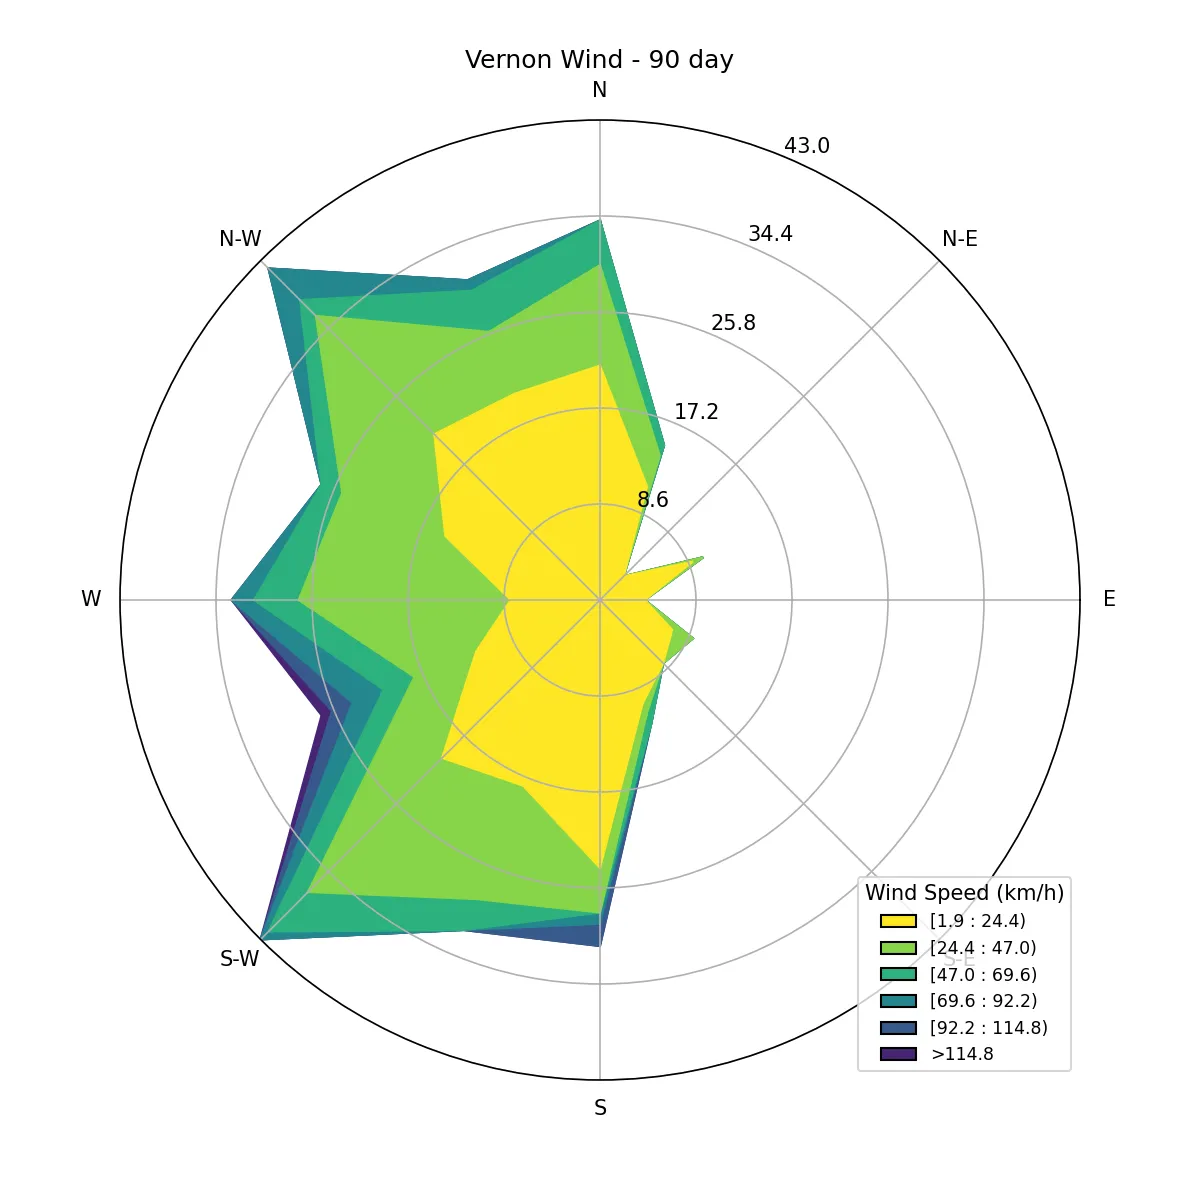 Vernon Wind - 90 day
N
43.0
N-W
34.4
N-E
25.8
17.2
8.6
W
E
Wind Speed (km/h)
[1.9 : 24.4)
[24.4 : 47.0)
S-W
S-E
[47.0 : 69.6)
[69.6 : 92.2)
[92.2 : 114.8)
>114.8
S